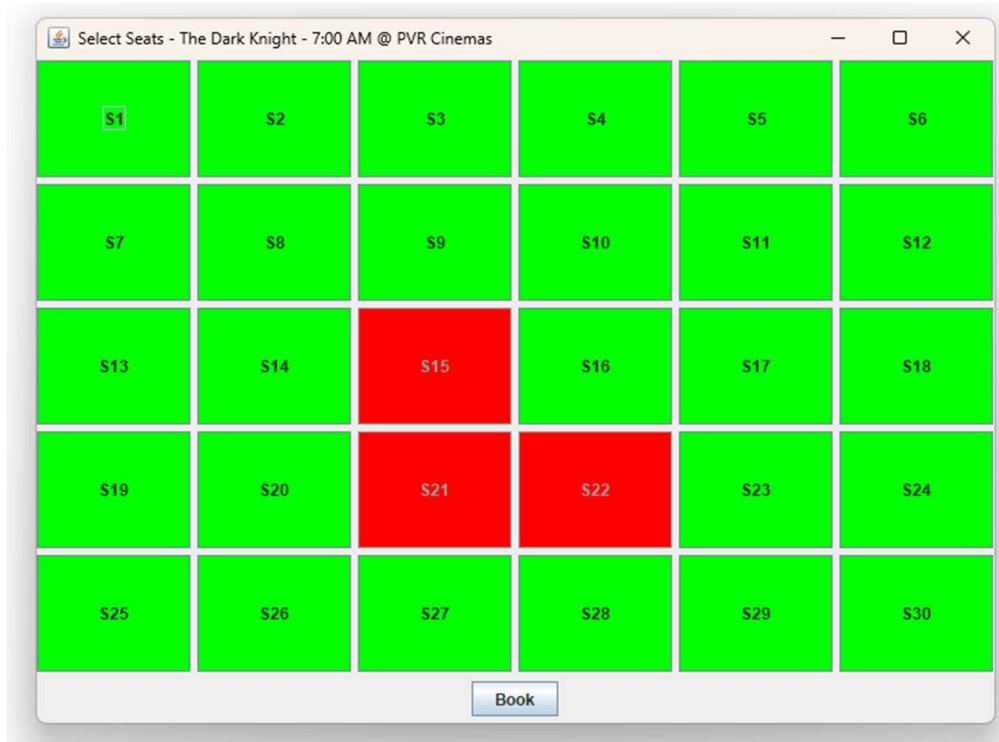 Select Seats - The Dark Knight - 7:00 AM @ PVR Cinemas
S1 S2 S3 S4 S5 S6
S7 S8 S9 S10 S11 S12
S13 S14 S15 S16 S17 S18
S19 S20 S21 S22 S23 S24
S25 S26 S27 S28 S29 S30
Book